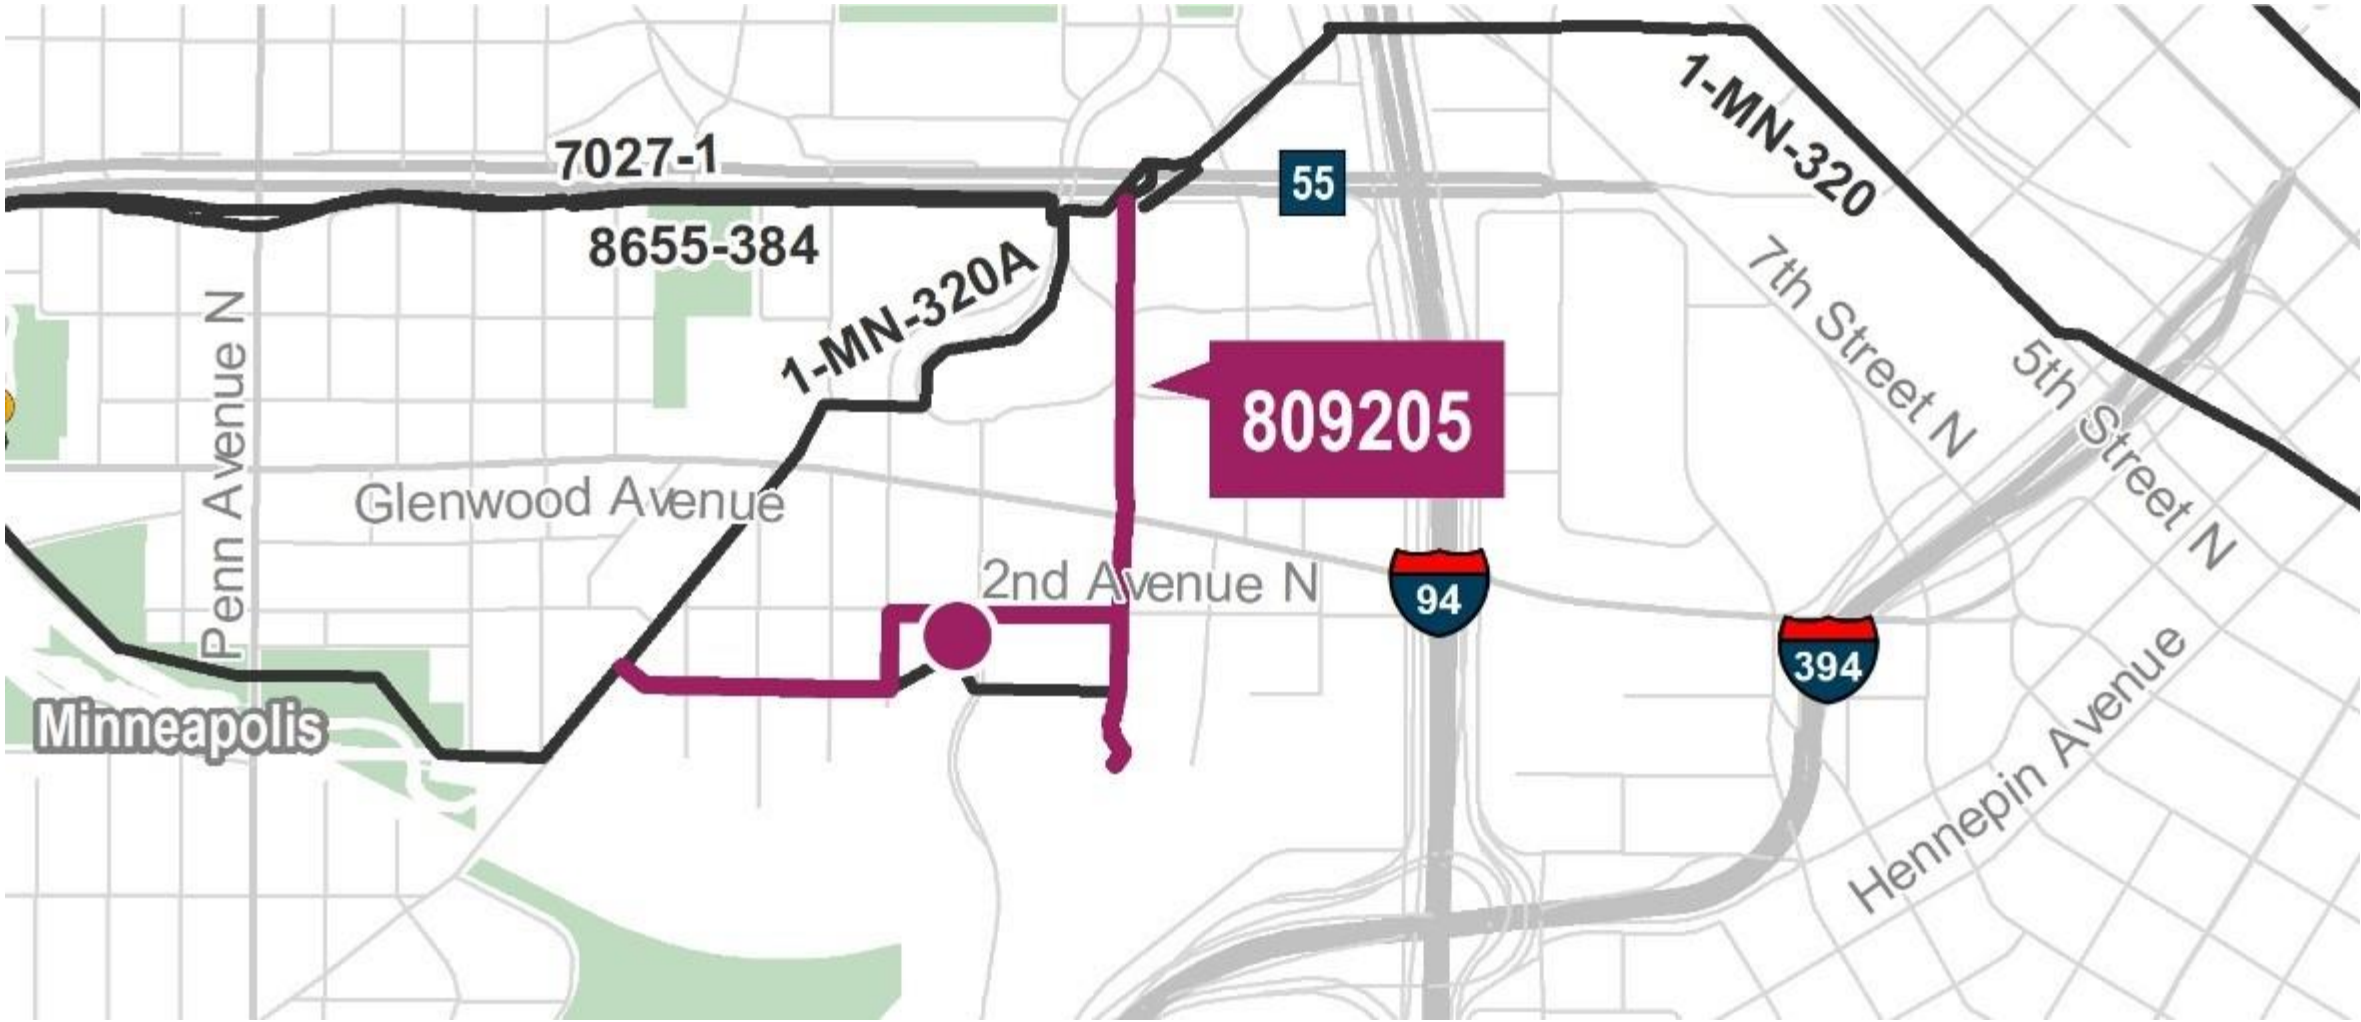 7027-1
55
1-MN-320
8655-384
1-MN-320A
7th Street N
5th Street N
Penn Avenue N
809205
Glenwood Avenue
2nd Avenue N
94
394
Minneapolis
Hennepin Avenue